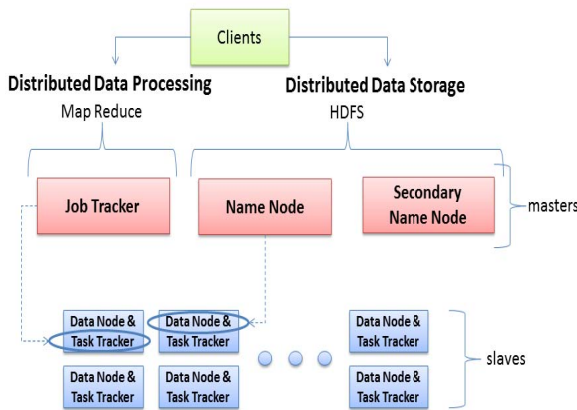 Clients
Distributed Data Processing
Map Reduce
Distributed Data Storage
HDFS
Job Tracker
Name Node
Secondary
Name Node
masters
Data Node &
Task Tracker
Data Node &
Task Tracker
Data Node &
Task Tracker
slaves
Data Node &
Task Tracker
Data Node &
Task Tracker
Data Node &
Task Tracker